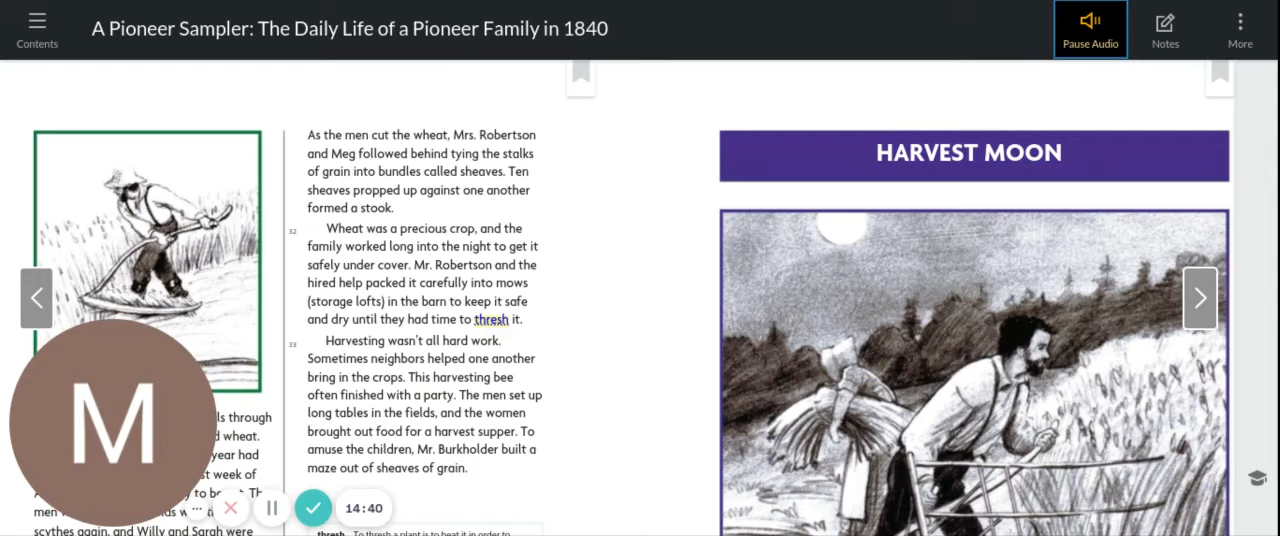 A Pioneer Sampler: The Daily Life of a Pioneer Family in 1840
Contents
Pause Audio
Notes
More
ls through
wheat.
year had
st week of
to be
men
scythes again, and Willy and Sarah were
As the men cut the wheat, Mrs. Robertson
and Meg followed behind tying the stalks
of grain into bundles called sheaves. Ten
sheaves propped up against one another
formed a stook.
32
Wheat was a precious crop, and the
family worked long into the night to get it
safely under cover. Mr. Robertson and the
hired help packed it carefully into mows
(storage lofts) in the barn to keep it safe
and dry until they had time to thresh it.
33
Harvesting wasn't all hard work.
Sometimes neighbors helped one another
bring in the crops. This harvesting bee
often finished with a party. The men set up
long tables in the fields, and the women
brought out food for a harvest supper. To
amuse the children, Mr. Burkholder built a
maze out of sheaves of grain.
thresh To thresh a plant is to beat it in order to
HARVEST MOON
M
14:40